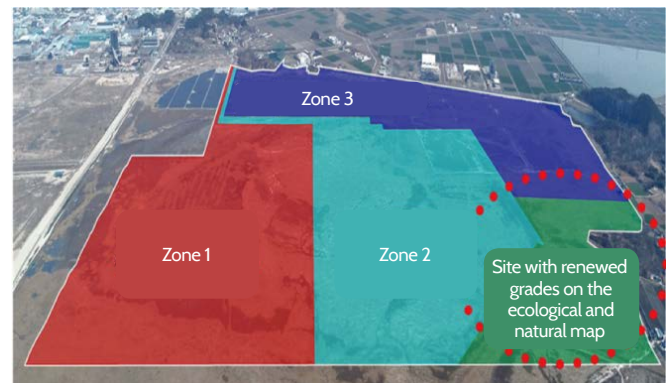 Zone 3
Zone 1
Zone 2
Site with renewed
grades on the
ecological and
natural map